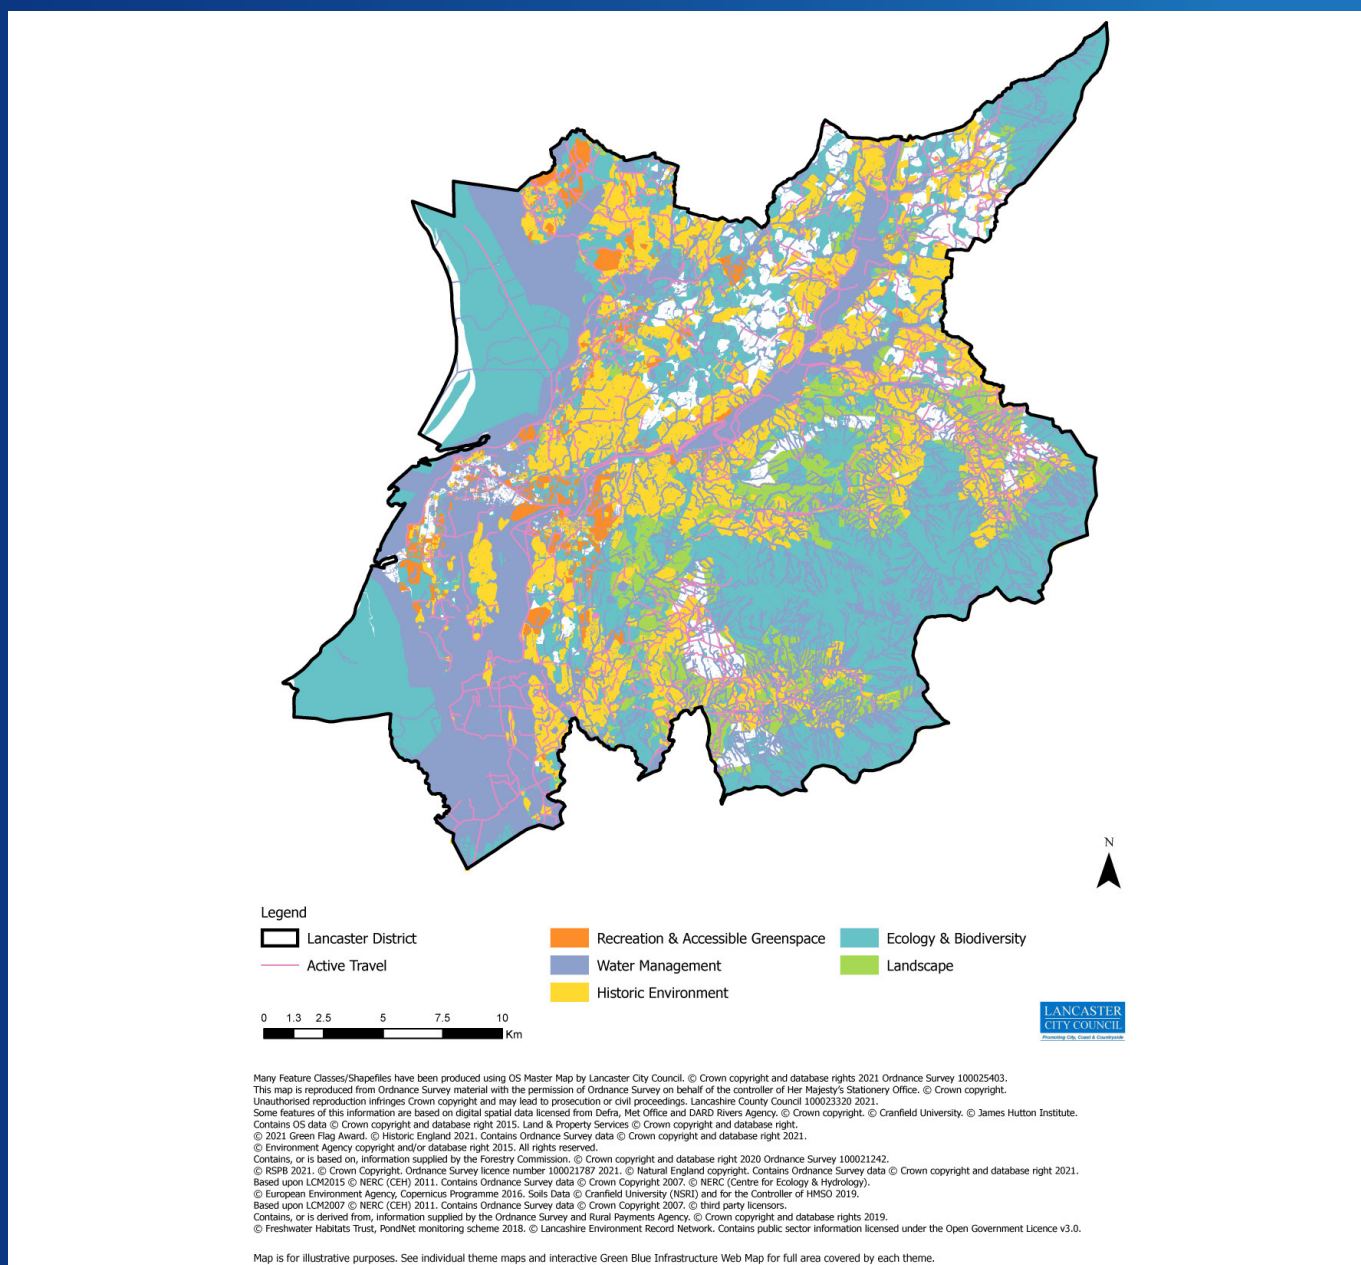 N
Legend
Lancaster District
Recreation & Accessible Greenspace
Ecology & Biodiversity
Active Travel
Water Management
Landscape
Historic Environment
0 1.3 2.5 5 7.5 10
Km
LANCASTER
CITY COUNCIL
Promoting City, Coast & Countryside
Many Feature Classes/Shapefiles have been produced using OS Master Map by Lancaster City Council. © Crown copyright and database rights 2021 Ordnance Survey 100025403.
This map is reproduced from Ordnance Survey material with the permission of Ordnance Survey on behalf of the controller of Her Majesty's Stationery Office. © Crown copyright.
Unauthorised reproduction infringes Crown copyright and may lead to prosecution or civil proceedings. Lancashire County Council 100023320 2021.
Some features of this information are based on digital spatial data licensed from Defra, Met Office and DARD Rivers Agency. © Crown copyright. © Cranfield University. © James Hutton Institute.
Contains OS data © Crown copyright and database right 2015. Land & Property Services © Crown copyright and database right.
© 2021 Green Flag Award. © Historic England 2021. Contains Ordnance Survey data © Crown copyright and database right 2021.
© Environment Agency copyright and/or database right 2015. All rights reserved.
Contains, or is based on, information supplied by the Forestry Commission. © Crown copyright and database right 2020 Ordnance Survey 100021242.
© RSPB 2021. © Crown Copyright. Ordnance Survey licence number 100021787 2021. © Natural England copyright. Contains Ordnance Survey data © Crown copyright and database right 2021.
Based upon LCM2015 © NERC (CEH) 2011. Contains Ordnance Survey data © Crown Copyright 2007. © NERC (Centre for Ecology & Hydrology).
© European Environment Agency, Copernicus Programme 2016. Soils Data © Cranfield University (NSRI) and for the Controller of HMSO 2019.
Based upon LCM2007 © NERC (CEH) 2011. Contains Ordnance Survey data © Crown Copyright 2007. © third party licensors.
Contains, or is derived from, information supplied by the Ordnance Survey and Rural Payments Agency. © Crown copyright and database rights 2019.
© Freshwater Habitats Trust, PondNet monitoring scheme 2018. © Lancashire Environment Record Network. Contains public sector information licensed under the Open Government Licence v3.0.
Map is for illustrative purposes. See individual theme maps and interactive Green Blue Infrastructure Web Map for full area covered by each theme.